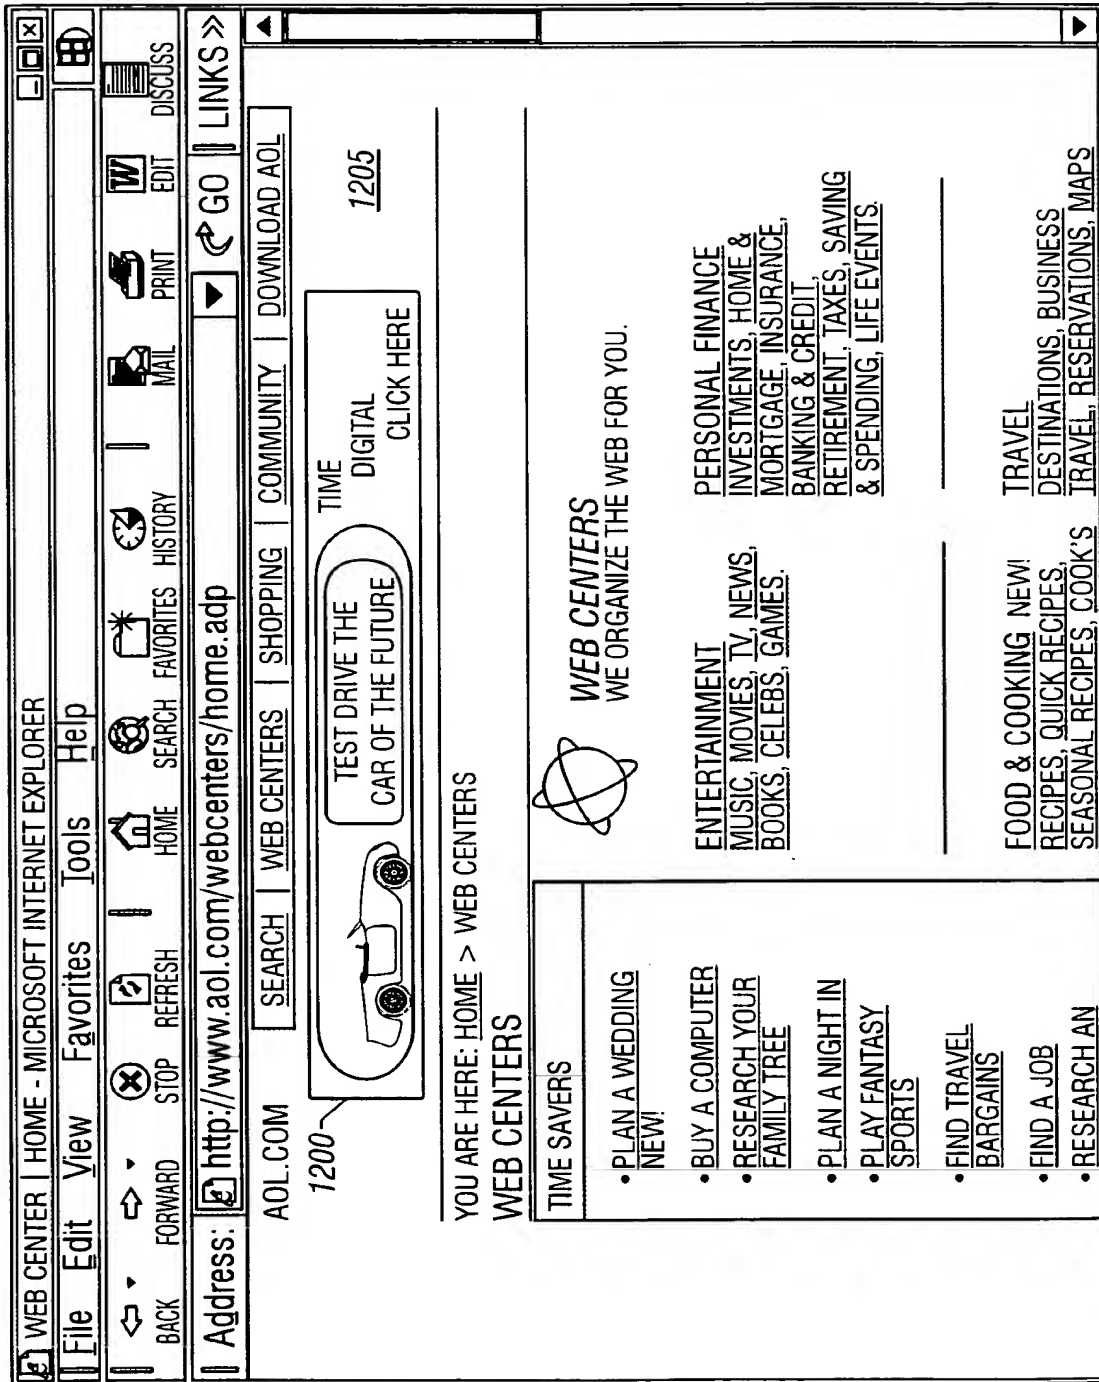 WEB CENTER | HOME - MICROSOFT INTERNET EXPLORER
File Edit View Favorites Tools Help
BACK FORWARD STOP REFRESH HOME SEARCH FAVORITES HISTORY MAIL PRINT EDIT DISCUSS
Address: http://www.aol.com/webcenters/home.adp GO LINKS >>
AOL.COM SEARCH | WEB CENTERS | SHOPPING | COMMUNITY | DOWNLOAD AOL
1200
TEST DRIVE THE
CAR OF THE FUTURE
TIME
DIGITAL
CLICK HERE
1205
YOU ARE HERE: HOME > WEB CENTERS
WEB CENTERS
TIME SAVERS
• PLAN A WEDDING
NEW!
• BUY A COMPUTER
• RESEARCH YOUR
FAMILY TREE
• PLAN A NIGHT IN
• PLAY FANTASY
SPORTS
• FIND TRAVEL
BARGAINS
• FIND A JOB
• RESEARCH AN
WEB CENTERS
WE ORGANIZE THE WEB FOR YOU.
ENTERTAINMENT
MUSIC, MOVIES, TV, NEWS,
BOOKS, CELEBS, GAMES.
PERSONAL FINANCE
INVESTMENTS, HOME &
MORTGAGE, INSURANCE,
BANKING & CREDIT,
RETIREMENT, TAXES, SAVING
& SPENDING, LIFE EVENTS.
FOOD & COOKING NEW!
RECIPES, QUICK RECIPES,
SEASONAL RECIPES, COOK'S
TRAVEL
DESTINATIONS, BUSINESS
TRAVEL, RESERVATIONS, MAPS